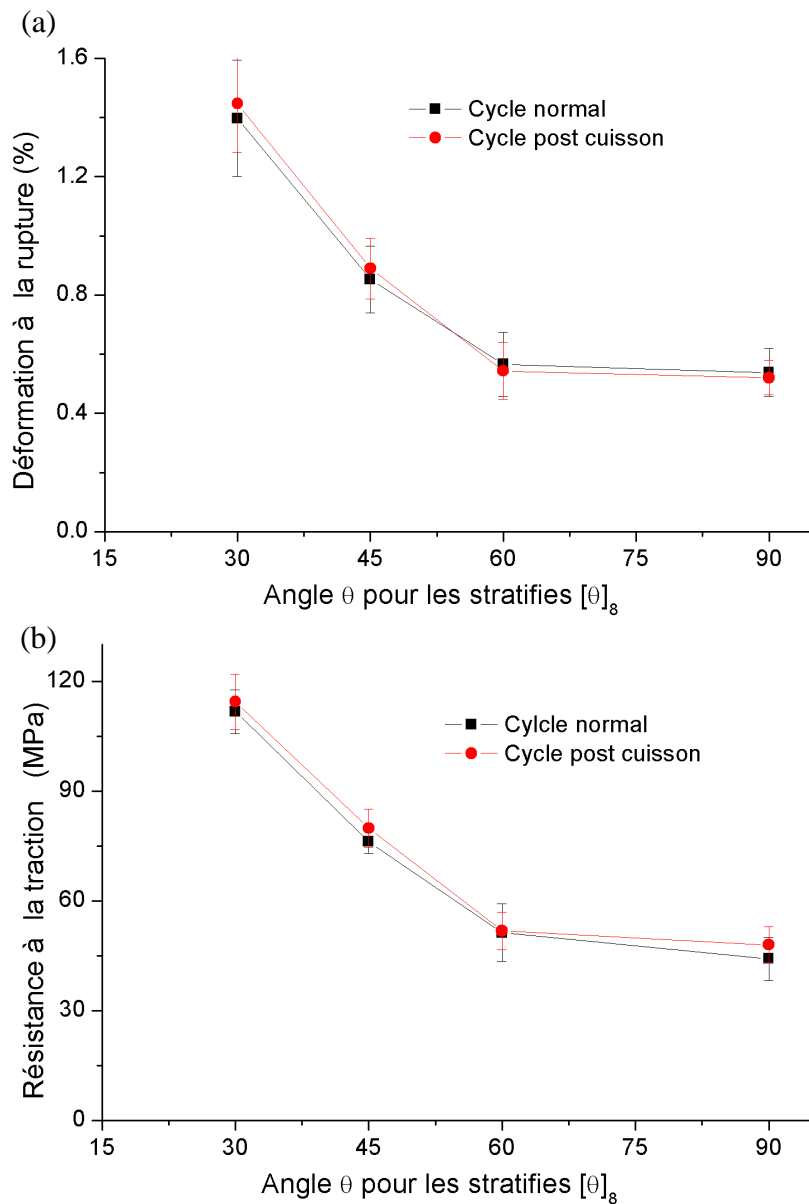 (a)
1.6
1.2
0.8
0.4
0.0
Déformation à la rupture (%)
Cycle normal
Cycle post cuisson
15 30 45 60 75 90
Angle θ pour les stratifies [θ]8
(b)
120
90
60
30
0
Résistance à la traction (MPa)
Cylcle normal
Cycle post cuisson
15 30 45 60 75 90
Angle θ pour les stratifies [θ]8